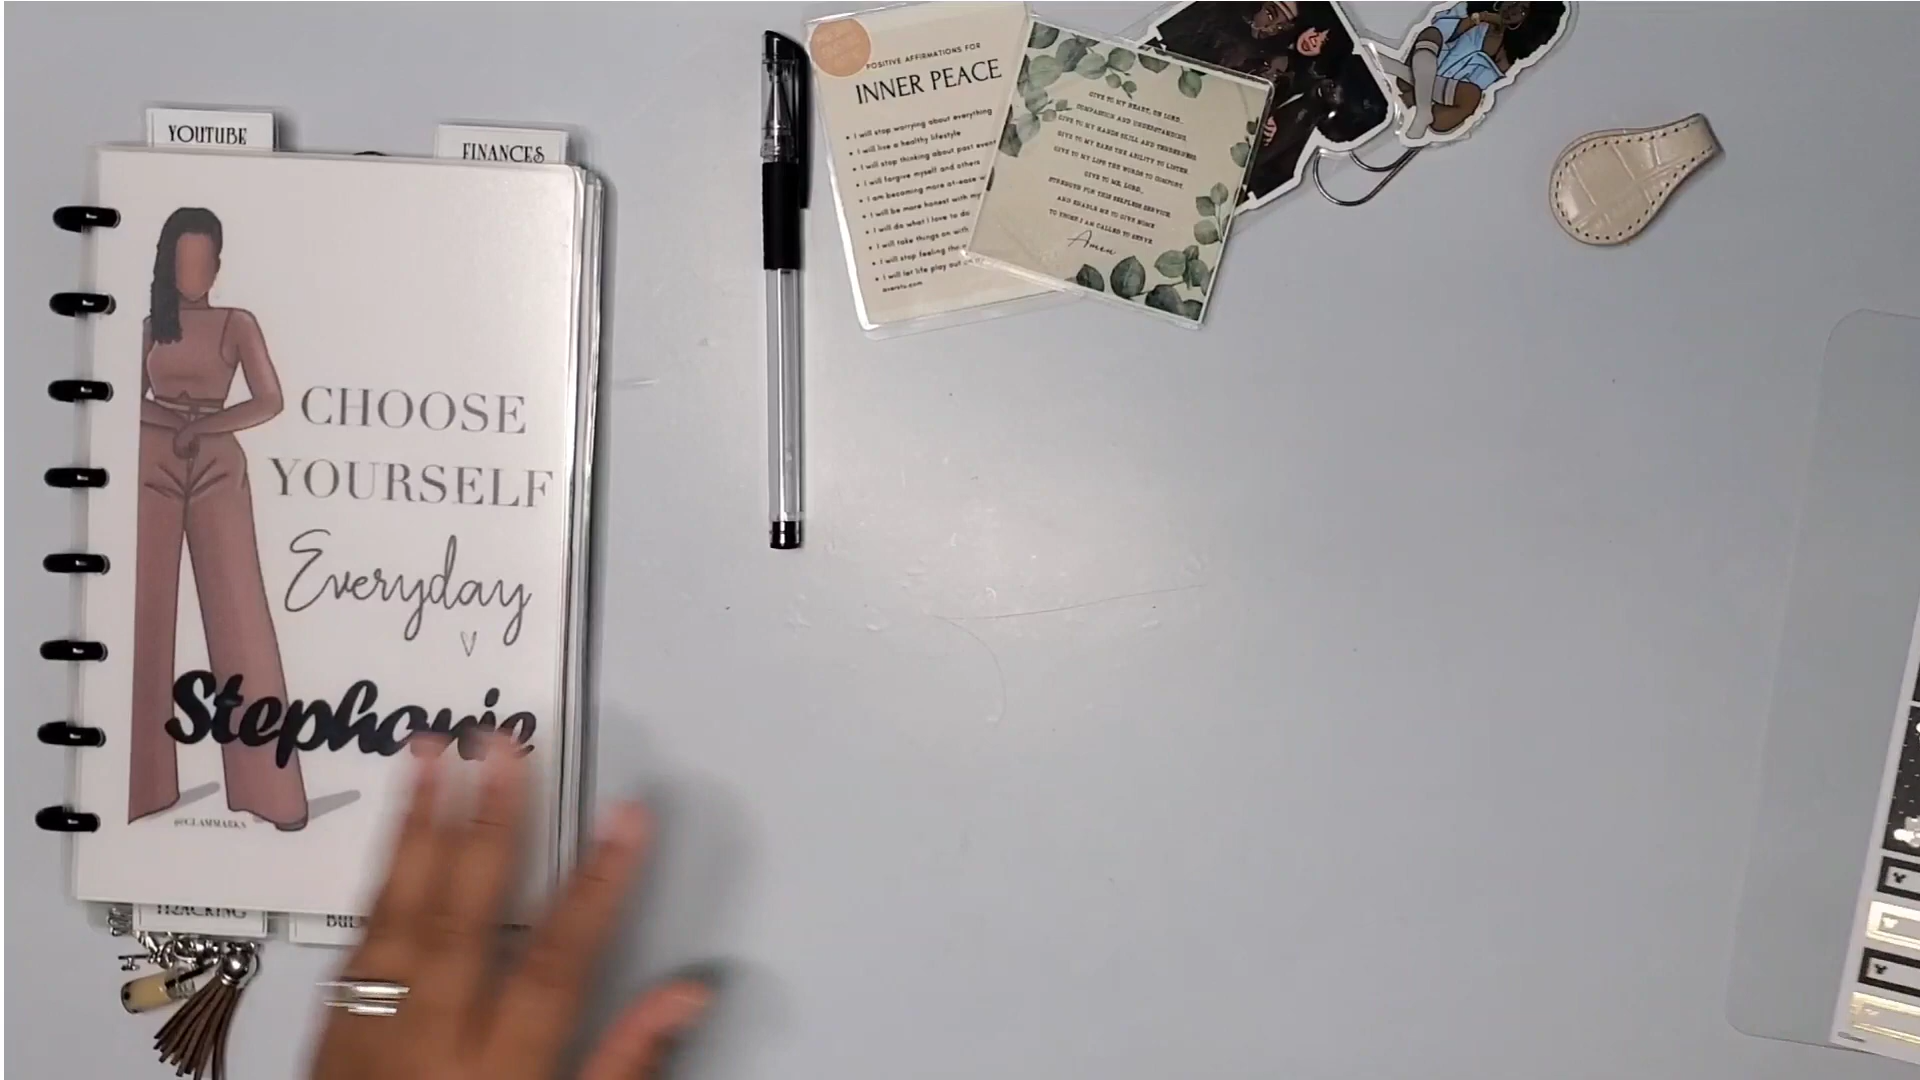 YOUTUBE
FINANCES
CHOOSE
YOURSELF
Everyday
Stephanie
@GLAMMARKS
TRACKING
POSITIVE AFFIRMATIONS FOR
INNER PEACE
• I will stop worrying about everything
• I will live a healthy lifestyle
• I will stop thinking about past event
• I will forgive myself and others
• I am becoming more at-ease
• I will be more honest with my
• I will do what I love to do
• I will take things on with
• I will stop feeling the
• I will let life play out
GIVE TO MY HEART, OH LORD,
COMPASSION AND UNDERSTANDING.
GIVE TO MY HANDS SKILL AND TENDERNESS.
GIVE TO MY EARS THE ABILITY TO LISTEN.
GIVE TO MY LIPS THE WORDS TO COMFORT.
GIVE TO ME, LORD,
STRENGTH FOR THIS SELFLESS SERVICE
AND ENABLE ME TO GIVE HOPE
TO THOSE I AM CALLED TO SERVE
Amen